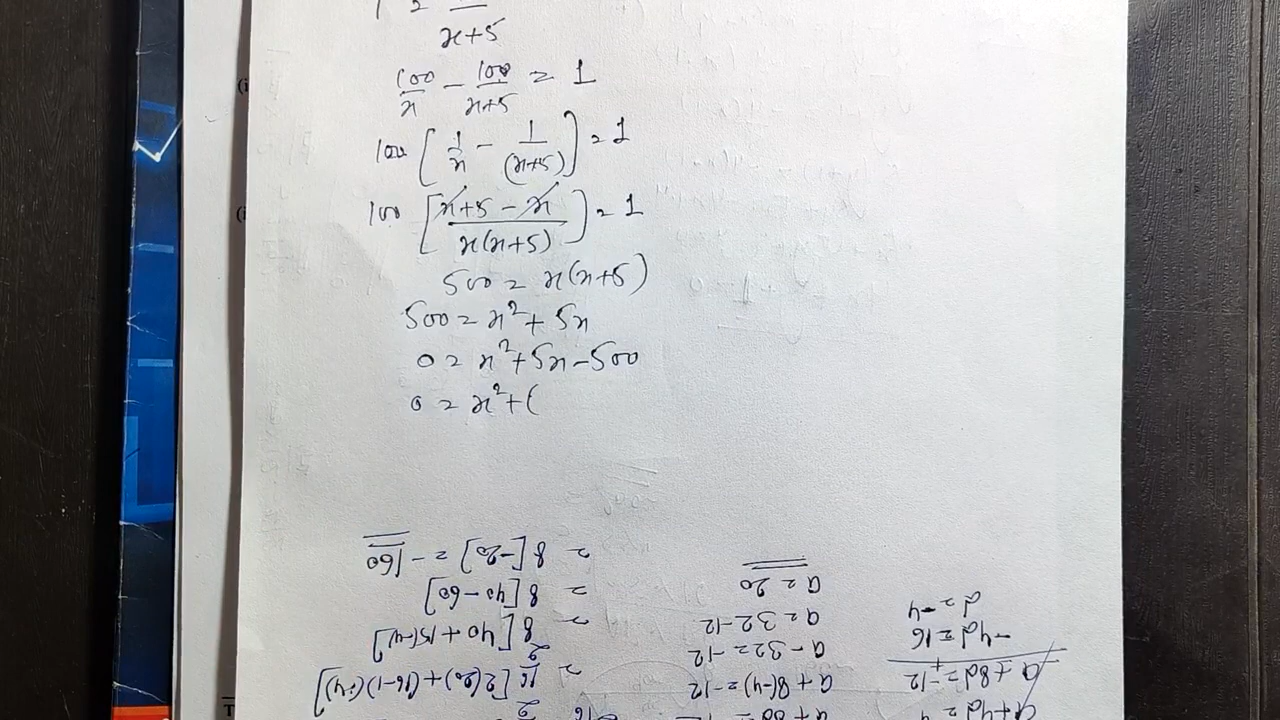 x+5
100/x - 100/x+5 = 1
100 [ 1/x - 1/(x+5) ] = 1
100 [ x+5-x / x(x+5) ] = 1
500 = x(x+5)
500 = x² + 5x
0 = x² + 5x - 500
0 = x² + (
a + 8d = -12
-4d = 16
d = -4
a + 8(-4) = -12
a - 32 = -12
a = 32 - 12
a = 20
= 16/2 [2(20) + (16-1)(-4)]
= 8 [40 + 15(-4)]
= 8 [40 - 60]
= 8 [-20] = -160